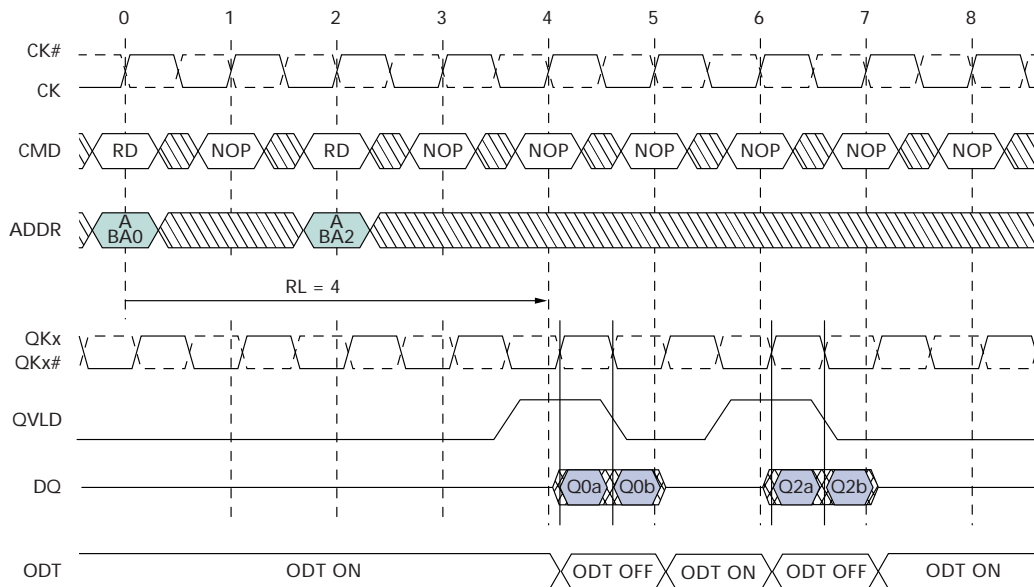 0 1 2 3 4 5 6 7 8
CK#
CK
CMD RD NOP RD NOP NOP NOP NOP NOP NOP
ADDR A BA0 A BA2
RL = 4
QKx
QKx#
QVLD
DQ Q0a Q0b Q2a Q2b
ODT ODT ON ODT OFF ODT ON ODT OFF ODT ON